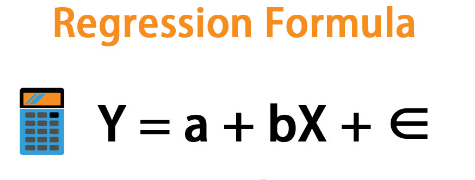 Regression Formula
Y = a + bX + ∈